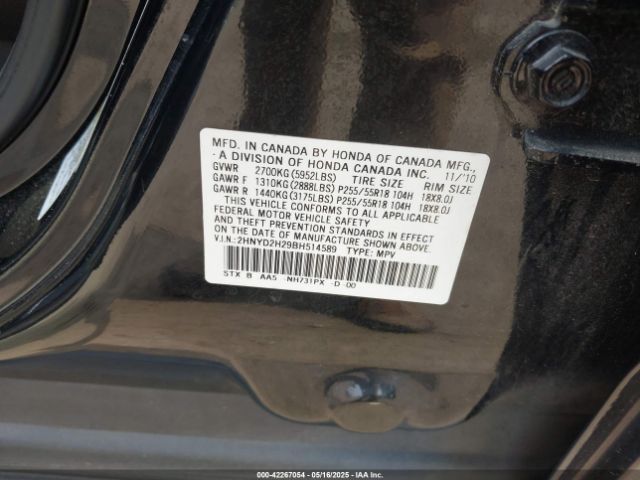 MFD. IN CANADA BY HONDA OF CANADA MFG.,
- A DIVISION OF HONDA CANADA INC. 11/'10
GVWR 2700KG(5952LBS) TIRE SIZE RIM SIZE
GAWR F 1310KG(2888LBS) P255/55R18 104H 18X8.0J
GAWR R 1440KG(3175LBS) P255/55R18 104H 18X8.0J
THIS VEHICLE CONFORMS TO ALL APPLICABLE
FEDERAL MOTOR VEHICLE SAFETY
AND THEFT PREVENTION STANDARDS IN EFFECT
ON THE DATE OF MANUFACTURE SHOWN ABOVE.
V.I.N.: 2HNYD2H29BH514589 TYPE: MPV
STX B AA5 NH731PX -D -00
000-42267054 - 05/16/2025 - IAAI.com